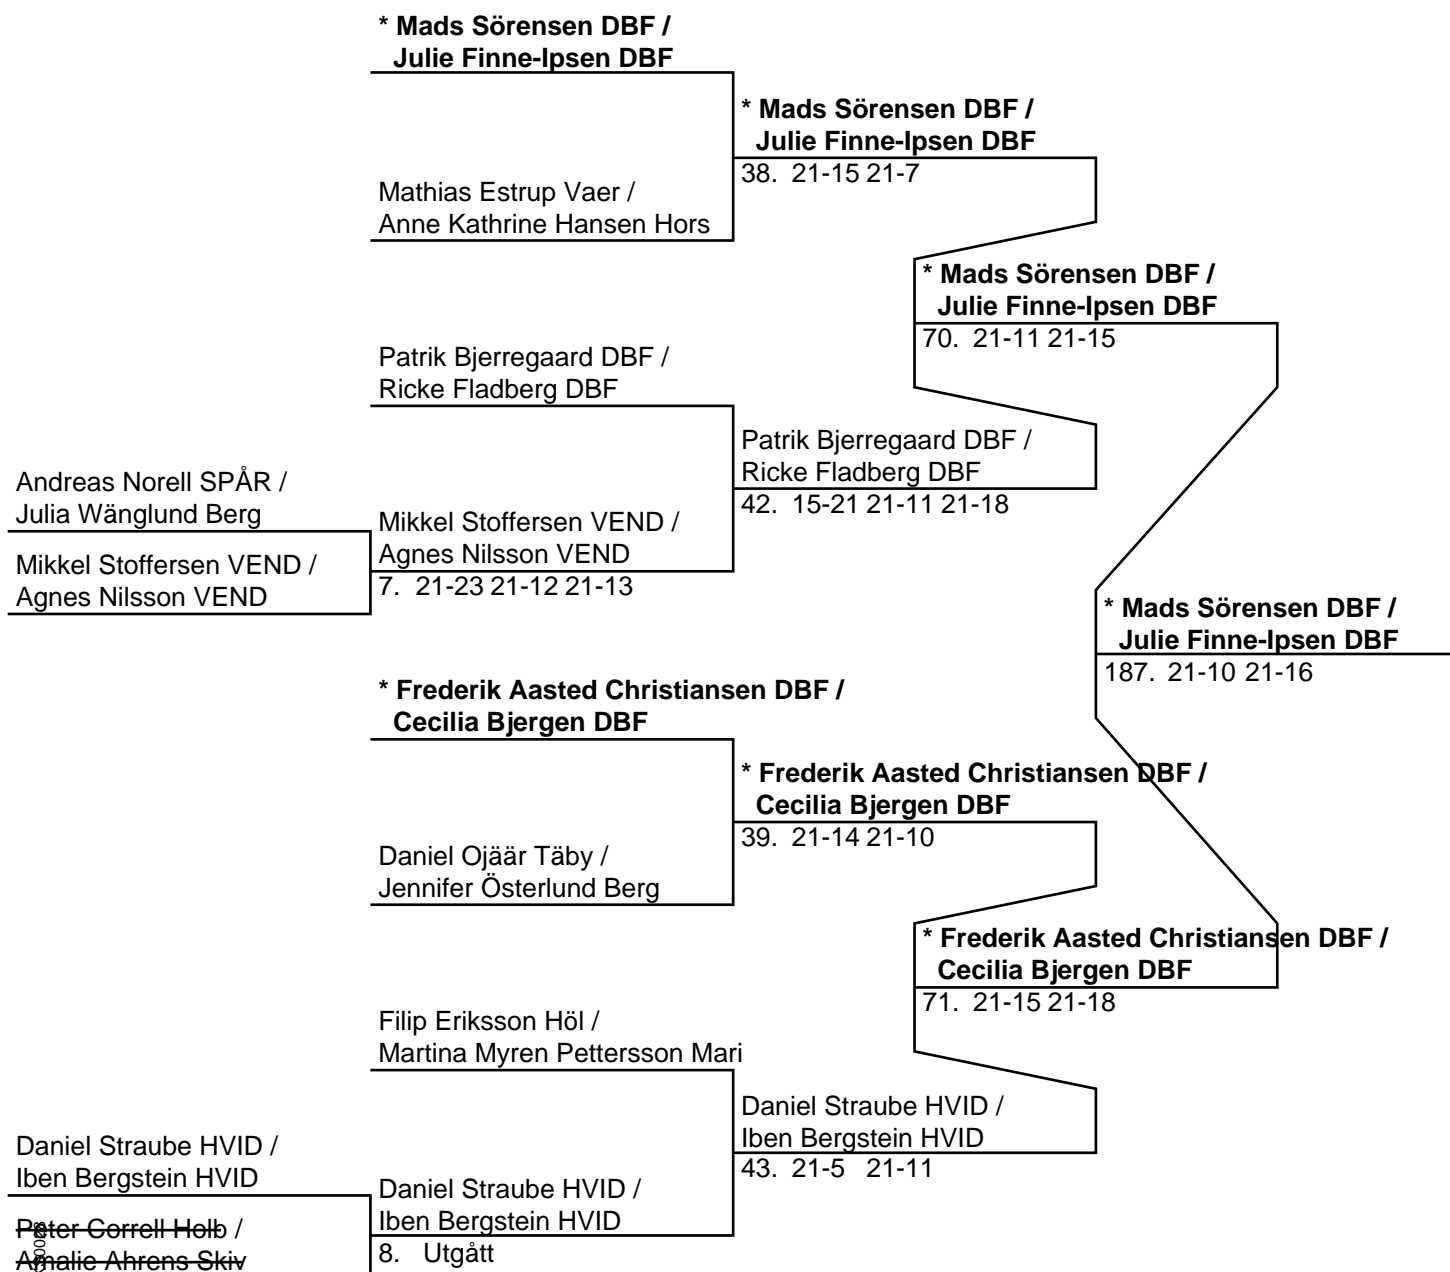 * Mads Sörensen DBF /
Julie Finne-Ipsen DBF
* Mads Sörensen DBF /
Julie Finne-Ipsen DBF
38. 21-15 21-7
Mathias Estrup Vaer /
Anne Kathrine Hansen Hors
* Mads Sörensen DBF /
Julie Finne-Ipsen DBF
70. 21-11 21-15
Patrik Bjerregaard DBF /
Ricke Fladberg DBF
Patrik Bjerregaard DBF /
Ricke Fladberg DBF
42. 15-21 21-11 21-18
Andreas Norell SPÅR /
Julia Wänglund Berg
Mikkel Stoffersen VEND /
Agnes Nilsson VEND
7. 21-23 21-12 21-13
Mikkel Stoffersen VEND /
Agnes Nilsson VEND
* Mads Sörensen DBF /
Julie Finne-Ipsen DBF
187. 21-10 21-16
* Frederik Aasted Christiansen DBF /
Cecilia Bjergen DBF
* Frederik Aasted Christiansen DBF /
Cecilia Bjergen DBF
39. 21-14 21-10
Daniel Ojäär Täby /
Jennifer Österlund Berg
* Frederik Aasted Christiansen DBF /
Cecilia Bjergen DBF
71. 21-15 21-18
Filip Eriksson Höl /
Martina Myren Pettersson Mari
Daniel Straube HVID /
Iben Bergstein HVID
43. 21-5 21-11
Daniel Straube HVID /
Iben Bergstein HVID
Daniel Straube HVID /
Iben Bergstein HVID
8. Utgått
Peter Correll Holb /
Amalie Ahrens Skiv